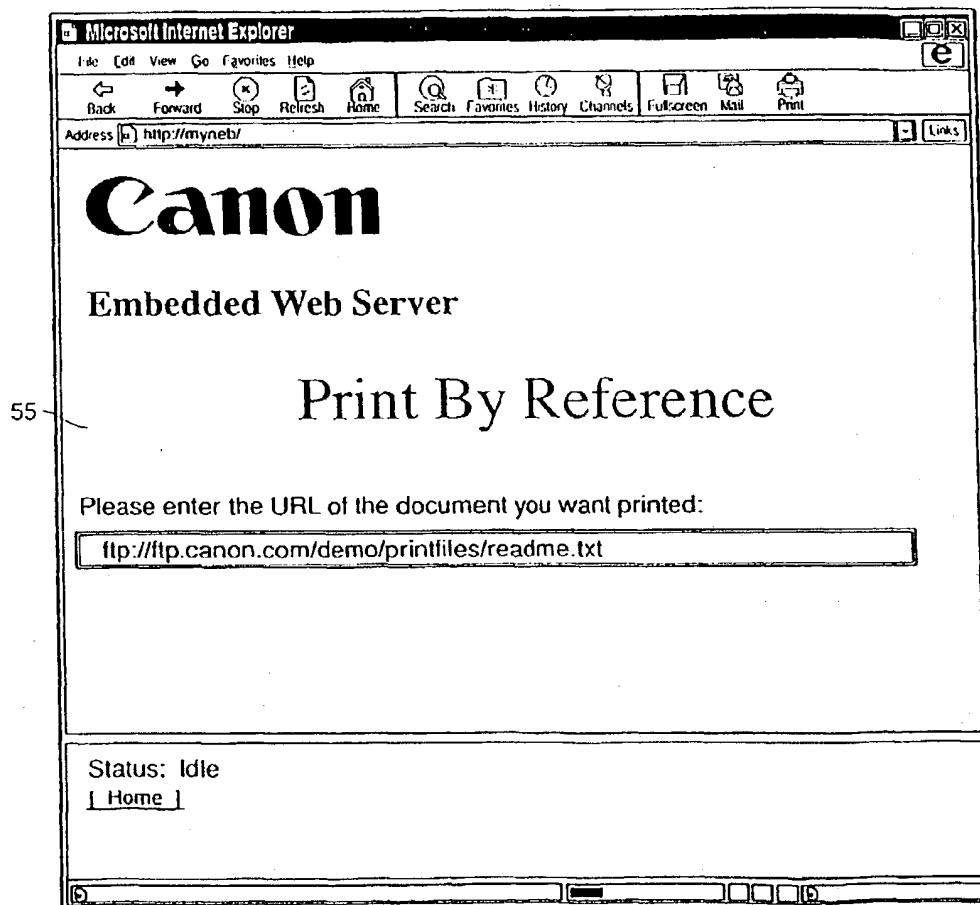 Microsoft Internet Explorer
File Edit View Go Favorites Help
Back Forward Stop Refresh Home Search Favorites History Channels Fullscreen Mail Print
Address http://myneb/ Links
Canon
Embedded Web Server
Print By Reference
55
Please enter the URL of the document you want printed:
ftp://ftp.canon.com/demo/printfiles/readme.txt
Status: Idle
[ Home ]